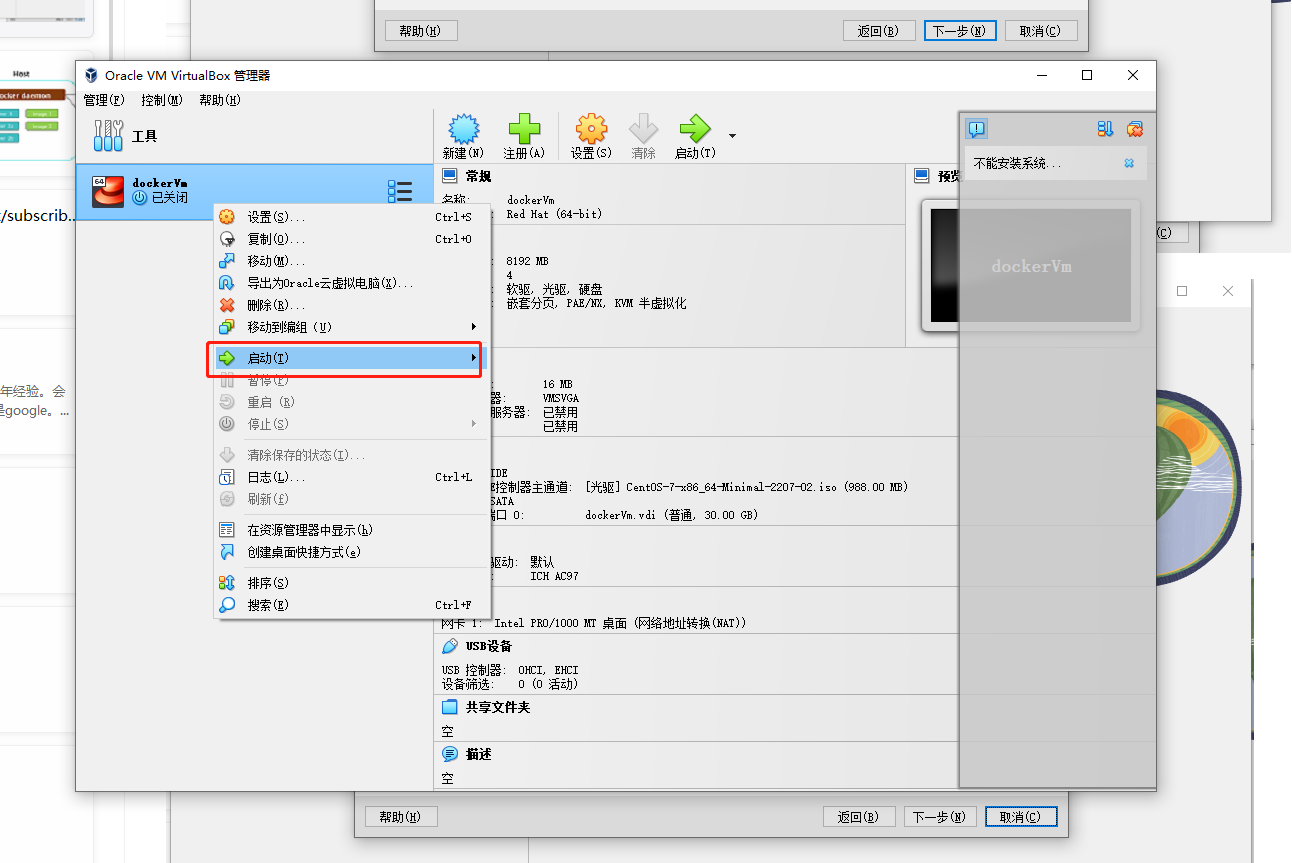 帮助(H)
返回(B)
下一步(N)
取消(C)
Host
ocker daemon
/subscrib...
年经验。会
是google。...
Oracle VM VirtualBox 管理器
管理(F)
控制(M)
帮助(H)
工具
新建(N)
注册(A)
设置(S)
清除
启动(T)
不能安装系统...
64
dockerVm
已关闭
常规
预览
名称:
dockerVm
Red Hat (64-bit)
dockerVm
(C)
8192 MB
4
软驱, 光驱, 硬盘
嵌套分页, PAE/NX, KVM 半虚拟化
设置(S)...
Ctrl+S
复制(O)...
Ctrl+O
移动(M)...
导出为Oracle云虚拟电脑(X)...
删除(R)...
移动到编组 (U)
启动(T)
暂停(P)
重启 (R)
停止(S)
清除保存的状态(I)...
日志(L)...
Ctrl+L
刷新(f)
在资源管理器中显示(h)
创建桌面快捷方式(e)
排序(S)
搜索(E)
Ctrl+F
16 MB
器:
VMSVGA
服务器:
已禁用
已禁用
IDE
控制器主通道:
[光驱] CentOS-7-x86_64-Minimal-2207-02.iso (988.00 MB)
SATA
端口 0:
dockerVm.vdi (普通, 30.00 GB)
驱动:
默认
ICH AC97
网卡 1:
Intel PRO/1000 MT 桌面 (网络地址转换(NAT))
USB设备
USB 控制器:
OHCI, EHCI
设备筛选:
0 (0 活动)
共享文件夹
空
描述
空
帮助(H)
返回(B)
下一步(N)
取消(C)